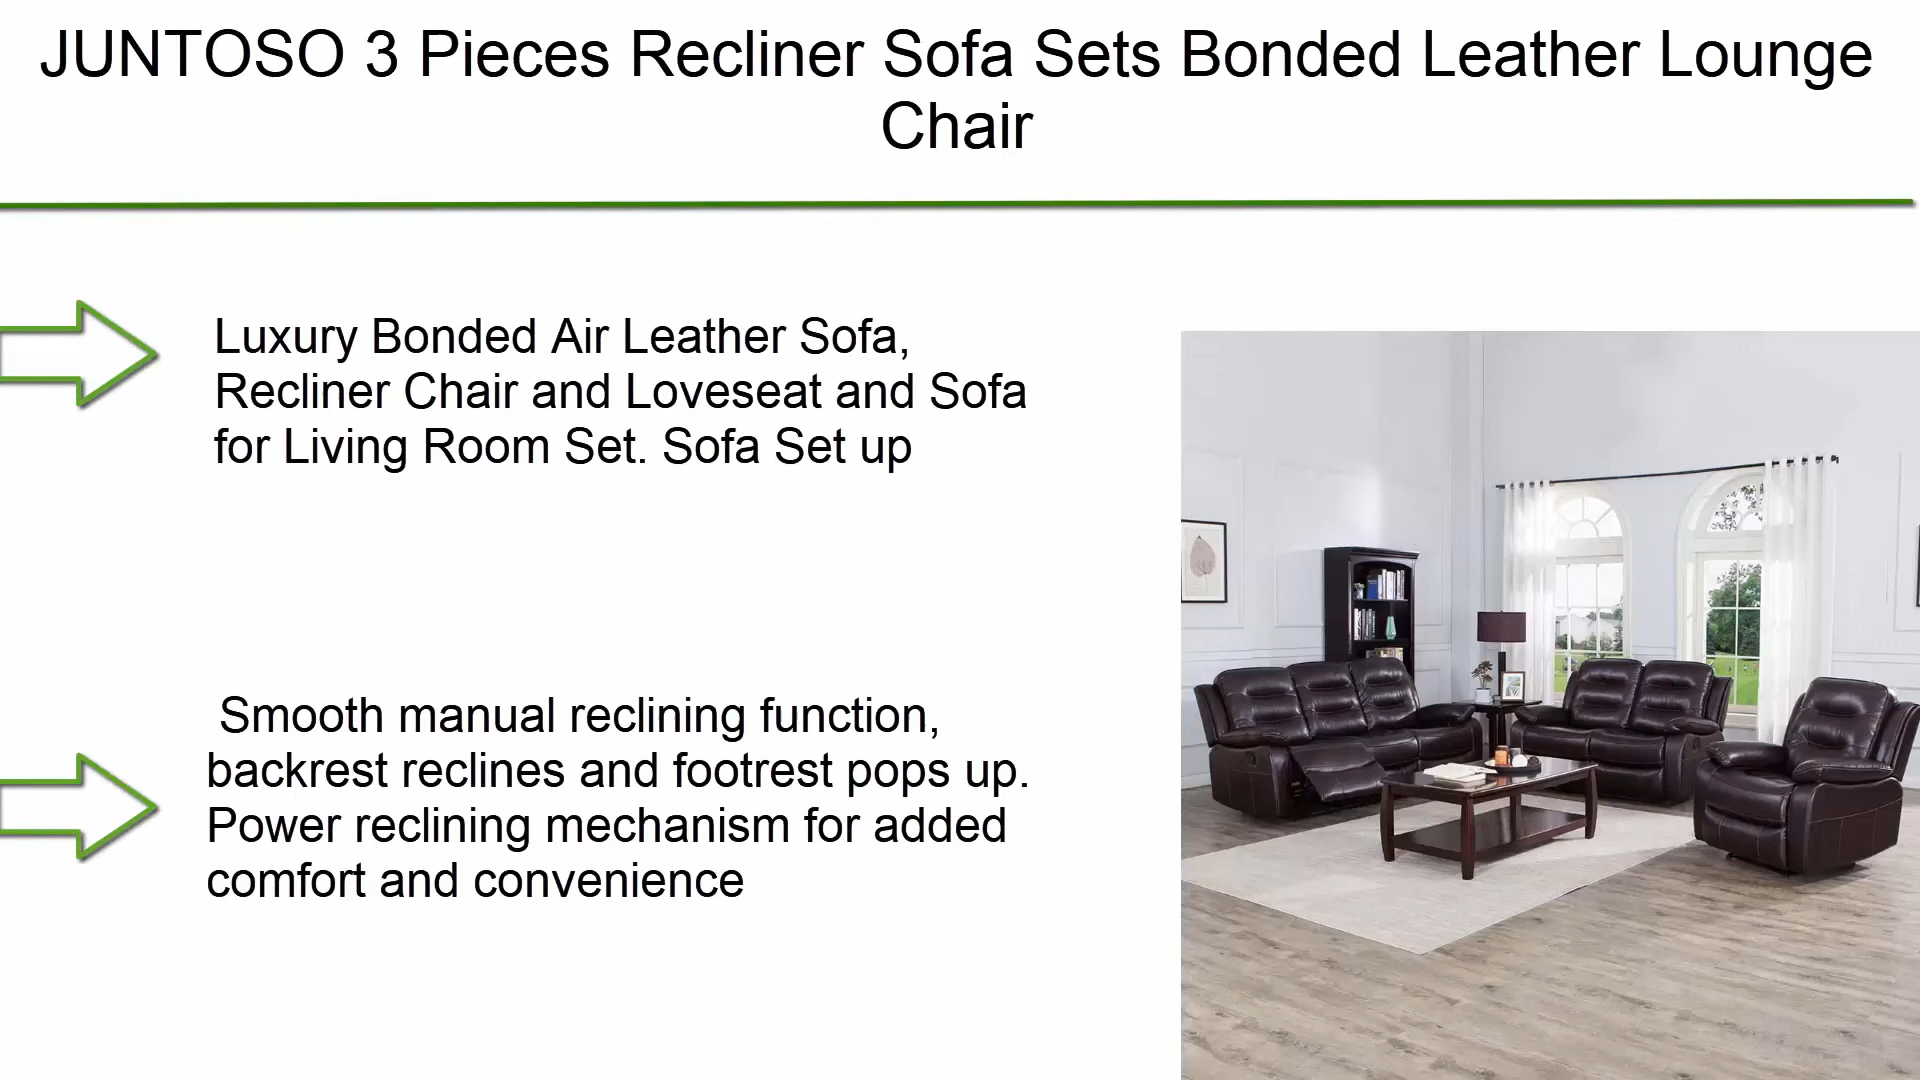 JUNTOSO 3 Pieces Recliner Sofa Sets Bonded Leather Lounge
Chair
Luxury Bonded Air Leather Sofa,
Recliner Chair and Loveseat and Sofa
for Living Room Set. Sofa Set up
Smooth manual reclining function,
backrest reclines and footrest pops up.
Power reclining mechanism for added
comfort and convenience